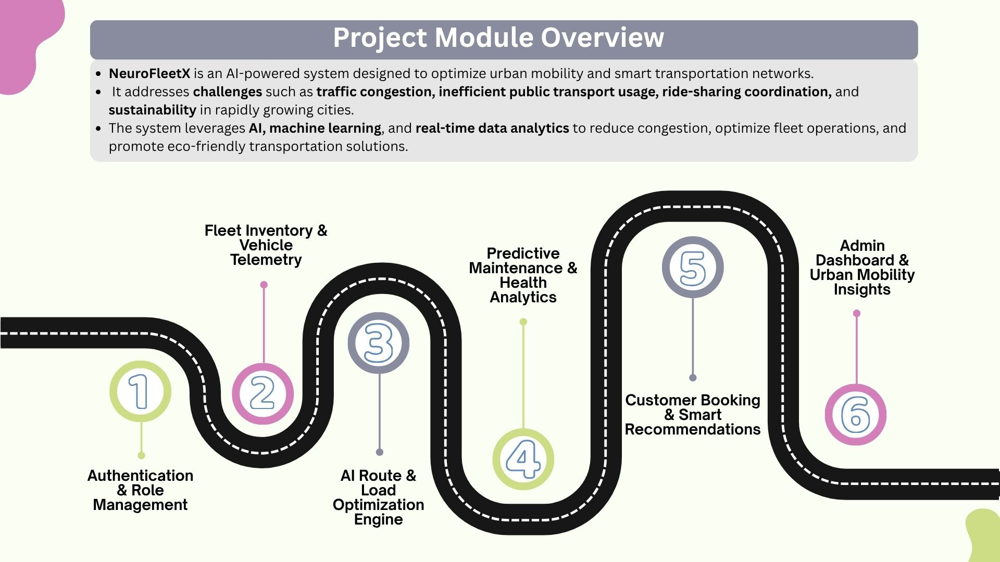 Project Module Overview
• NeuroFleetX is an AI-powered system designed to optimize urban mobility and smart transportation networks.
• It addresses challenges such as traffic congestion, inefficient public transport usage, ride-sharing coordination, and
sustainability in rapidly growing cities.
• The system leverages AI, machine learning, and real-time data analytics to reduce congestion, optimize fleet operations, and
promote eco-friendly transportation solutions.
1
Authentication
& Role
Management
Fleet Inventory &
Vehicle
Telemetry
2
3
AI Route &
Load
Optimization
Engine
Predictive
Maintenance &
Health
Analytics
4
5
Customer Booking
& Smart
Recommendations
Admin
Dashboard &
Urban Mobility
Insights
6